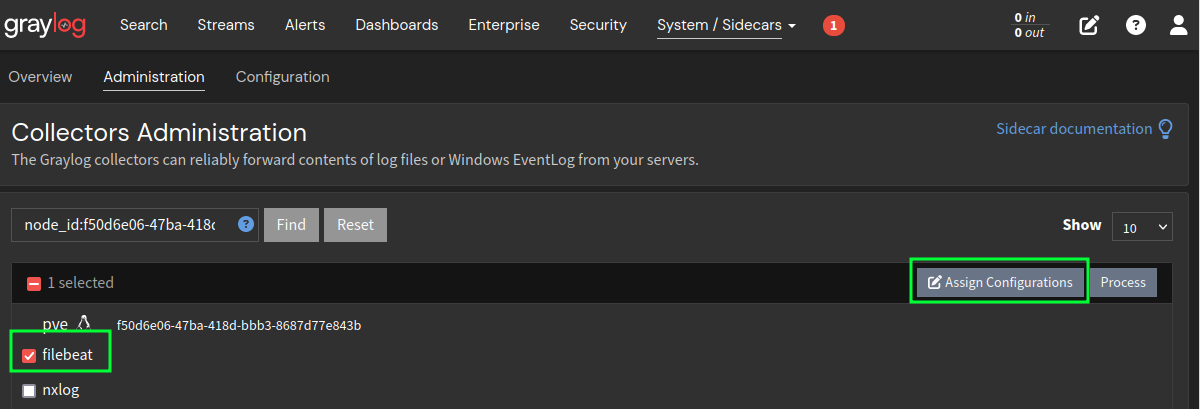 graylog Search Streams Alerts Dashboards Enterprise Security System / Sidecars 1 0 in
0 out
Overview Administration Configuration
Collectors Administration Sidecar documentation
The Graylog collectors can reliably forward contents of log files or Windows EventLog from your servers.
node_id:f50d6e06-47ba-418 ? Find Reset Show 10
1 selected Assign Configurations Process
pve f50d6e06-47ba-418d-bbb3-8687d77e843b
filebeat
nxlog